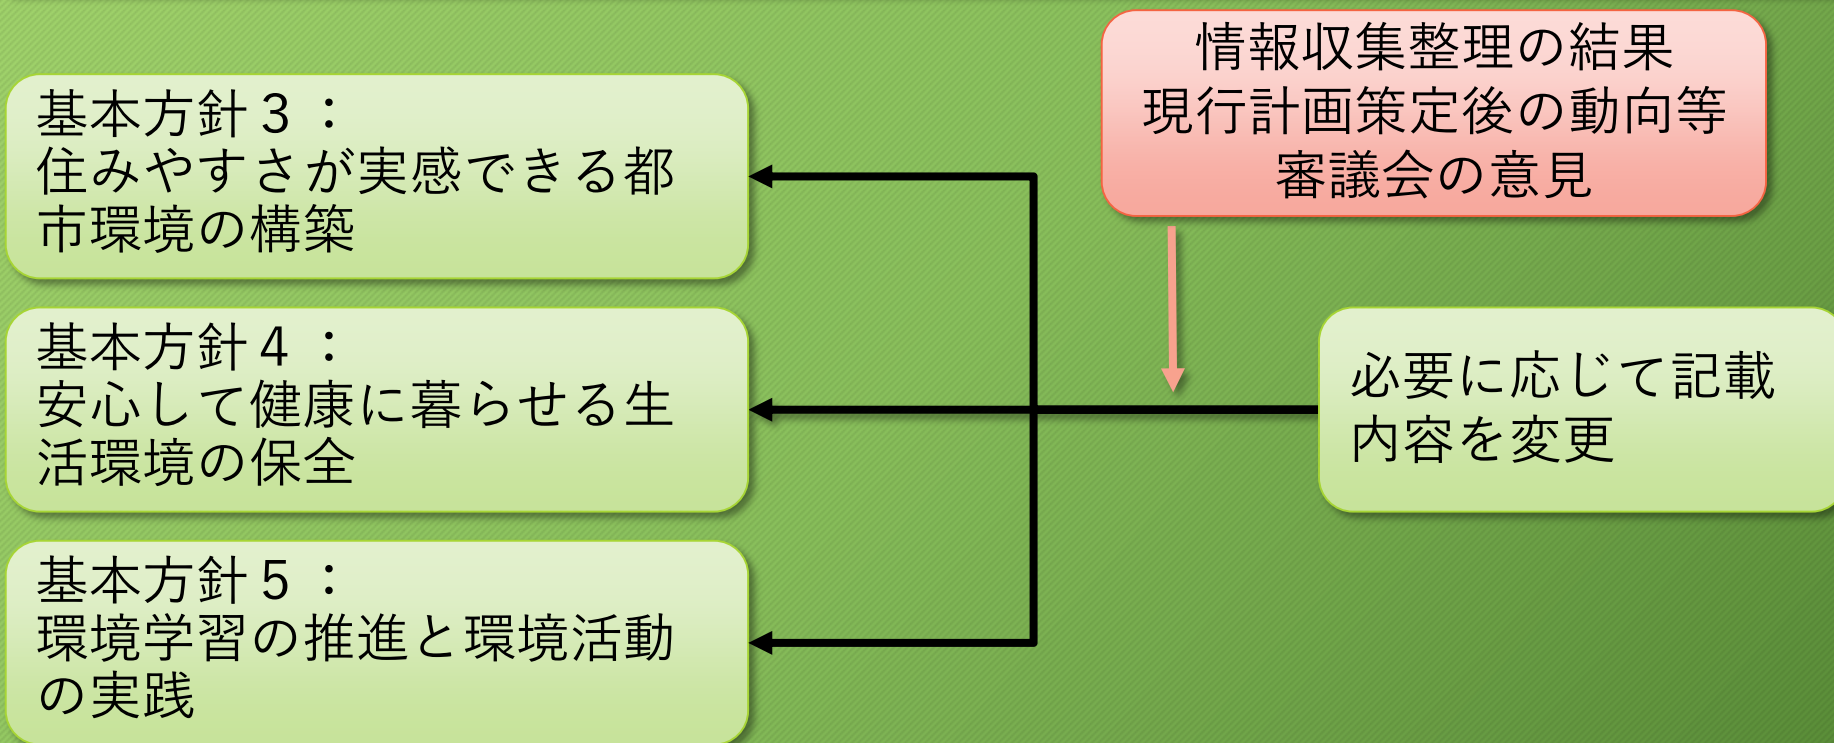 情報収集整理の結果
現行計画策定後の動向等
審議会の意見
基本方針３：
住みやすさが実感できる都
市環境の構築
基本方針４：
安心して健康に暮らせる生
活環境の保全
基本方針５：
環境学習の推進と環境活動
の実践
必要に応じて記載
内容を変更